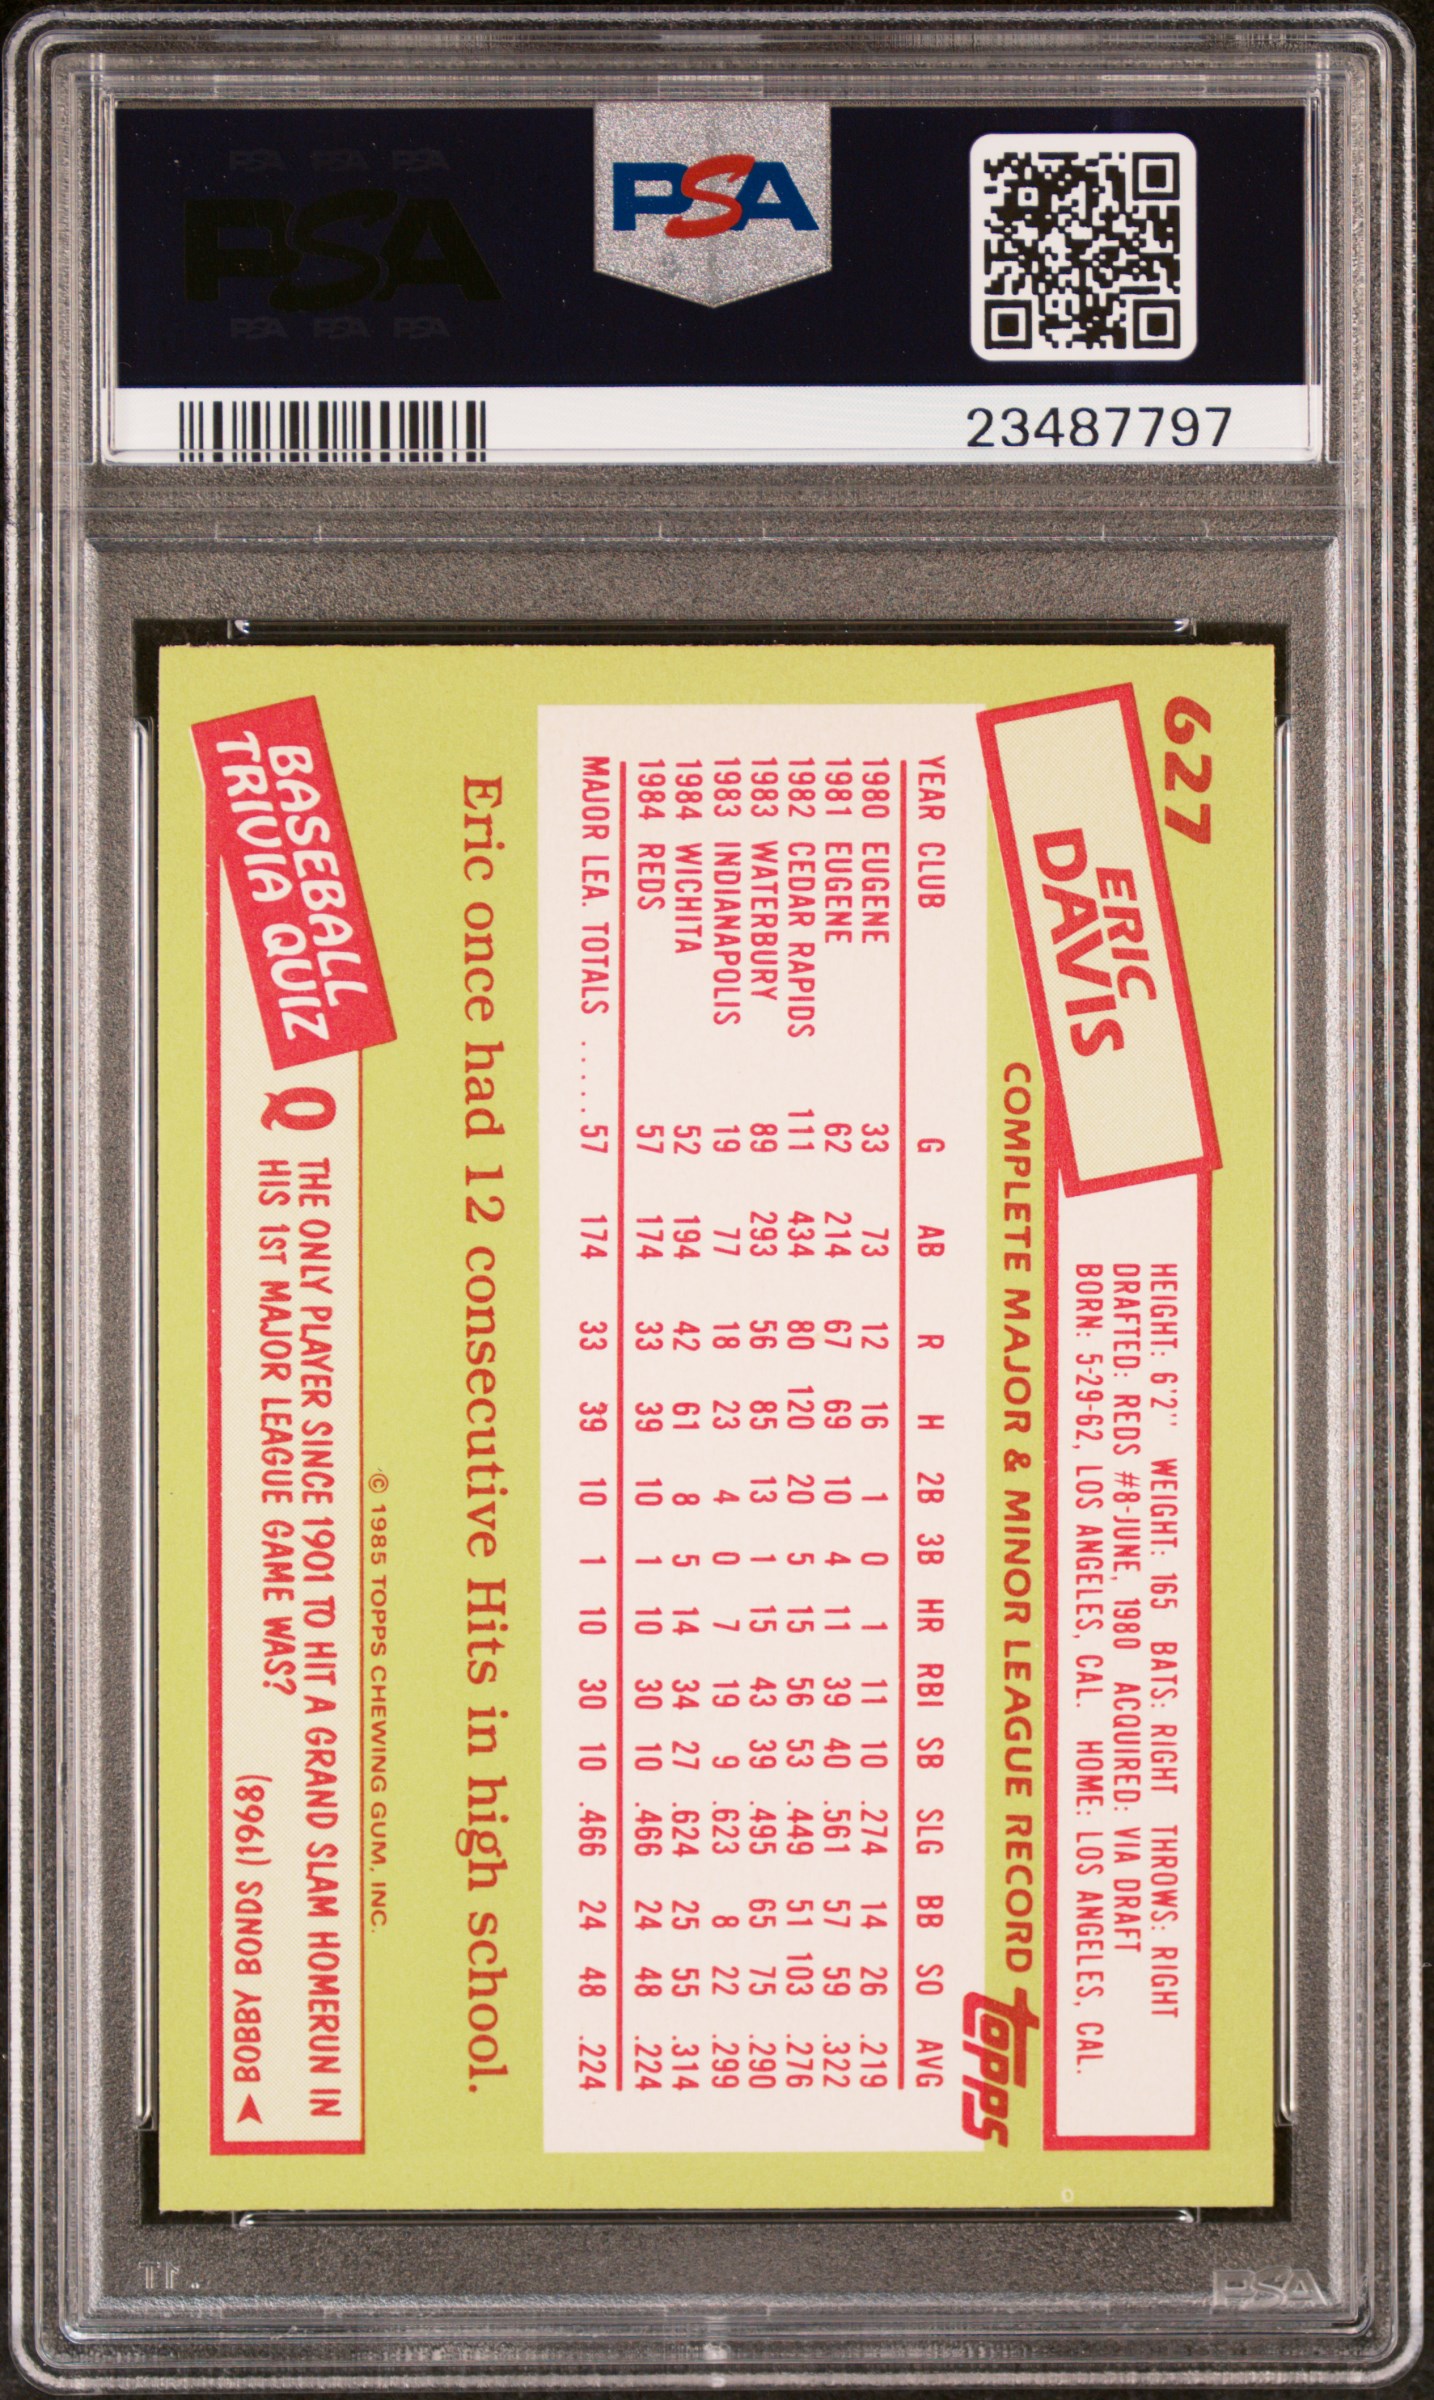 PSA PSA PSA
PSA
PSA PSA PSA
PSA
23487797
627
ERIC
DAVIS
HEIGHT: 6'2" WEIGHT: 165 BATS: RIGHT THROWS: RIGHT
DRAFTED: REDS #8-JUNE, 1980 ACQUIRED: VIA DRAFT
BORN: 5-29-62, LOS ANGELES, CAL. HOME: LOS ANGELES, CAL.
COMPLETE MAJOR & MINOR LEAGUE RECORD
topps
YEAR CLUB G AB R H 2B 3B HR RBI SB SLG BB SO AVG
1980 EUGENE 33 73 12 16 1 0 1 11 10 .274 14 26 .219
1981 EUGENE 62 214 67 69 10 4 11 39 40 .561 57 59 .322
1982 CEDAR RAPIDS 111 434 80 120 20 5 15 56 53 .449 51 103 .276
1983 WATERBURY 89 293 56 85 13 1 15 43 39 .495 65 75 .290
1983 INDIANAPOLIS 19 77 18 23 4 0 7 19 9 .623 8 22 .299
1984 WICHITA 52 194 42 61 8 5 14 34 27 .624 25 55 .314
1984 REDS 57 174 33 39 10 1 10 30 10 .466 24 48 .224
MAJOR LEA. TOTALS ..... 57 174 33 39 10 1 10 30 10 .466 24 48 .224
Eric once had 12 consecutive Hits in high school.
© 1985 TOPPS CHEWING GUM, INC.
BASEBALL
TRIVIA QUIZ
Q THE ONLY PLAYER SINCE 1901 TO HIT A GRAND SLAM HOMERUN IN
HIS 1ST MAJOR LEAGUE GAME WAS?
BOBBY BONDS (1968)
PSA